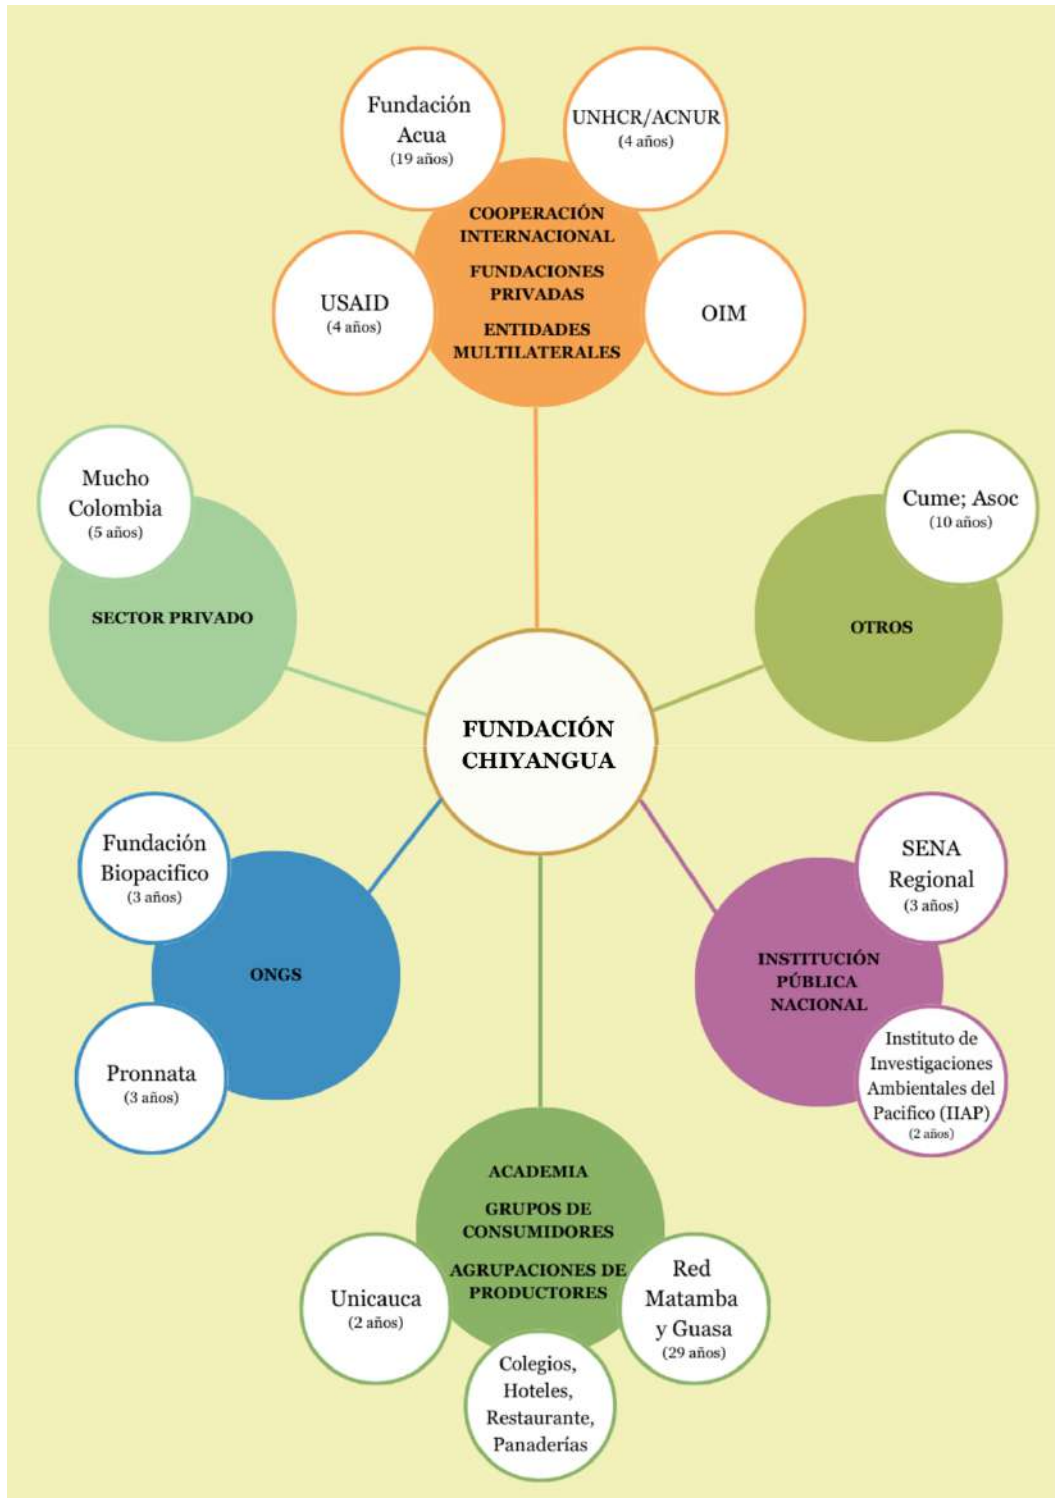 Fundación
Acua
(19 años)
UNHCR/ACNUR
(4 años)
COOPERACIÓN
INTERNACIONAL
FUNDACIONES
PRIVADAS
ENTIDADES
MULTILATERALES
USAID
(4 años)
OIM
Mucho
Colombia
(5 años)
SECTOR PRIVADO
Cume; Asoc
(10 años)
OTROS
FUNDACIÓN
CHIYANGUA
Fundación
Biopacifico
(3 años)
ONGS
Pronnata
(3 años)
SENA
Regional
(3 años)
INSTITUCIÓN
PÚBLICA
NACIONAL
Instituto de
Investigaciones
Ambientales del
Pacifico (IIAP)
(2 años)
ACADEMIA
GRUPOS DE
CONSUMIDORES
AGRUPACIONES DE
PRODUCTORES
Unicauca
(2 años)
Colegios,
Hoteles,
Restaurante,
Panaderías
Red
Matamba
y Guasa
(29 años)